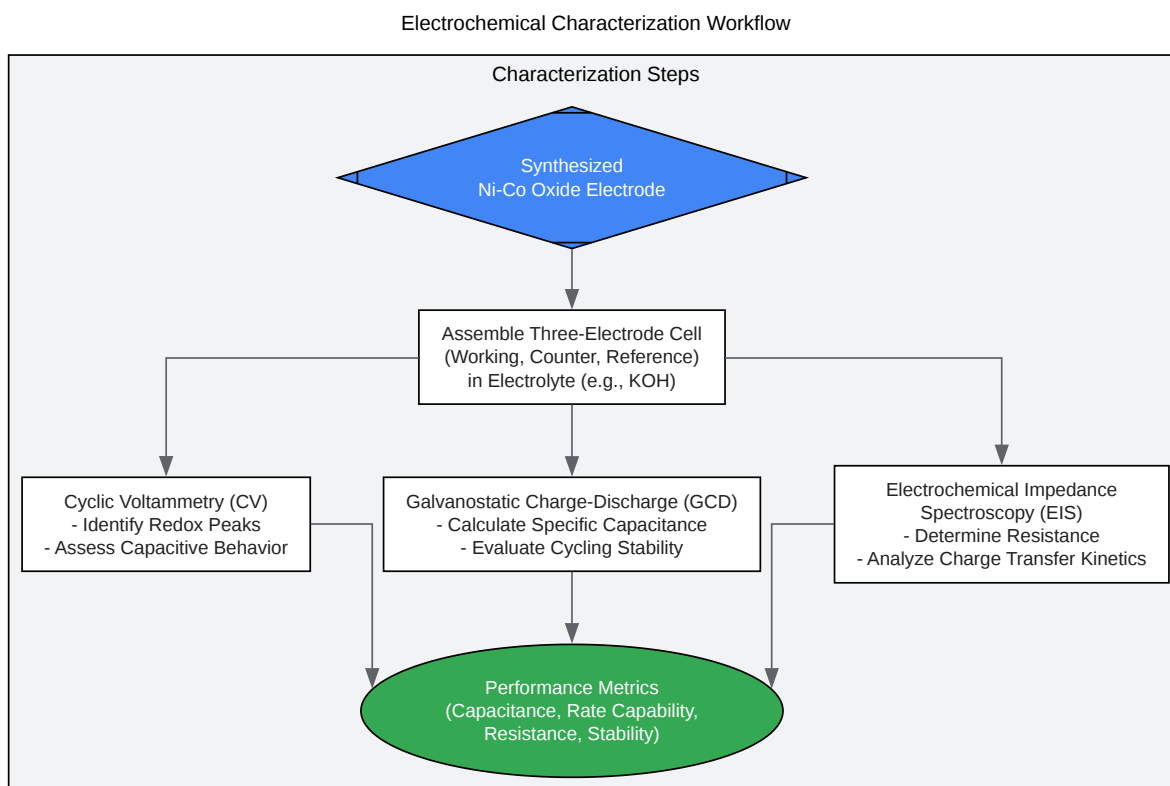 Electrochemical Characterization Workflow
Characterization Steps
Synthesized
Ni-Co Oxide Electrode
Assemble Three-Electrode Cell
(Working, Counter, Reference)
in Electrolyte (e.g., KOH)
Cyclic Voltammetry (CV)
- Identify Redox Peaks
- Assess Capacitive Behavior
Galvanostatic Charge-Discharge (GCD)
- Calculate Specific Capacitance
- Evaluate Cycling Stability
Electrochemical Impedance
Spectroscopy (EIS)
- Determine Resistance
- Analyze Charge Transfer Kinetics
Performance Metrics
(Capacitance, Rate Capability,
Resistance, Stability)